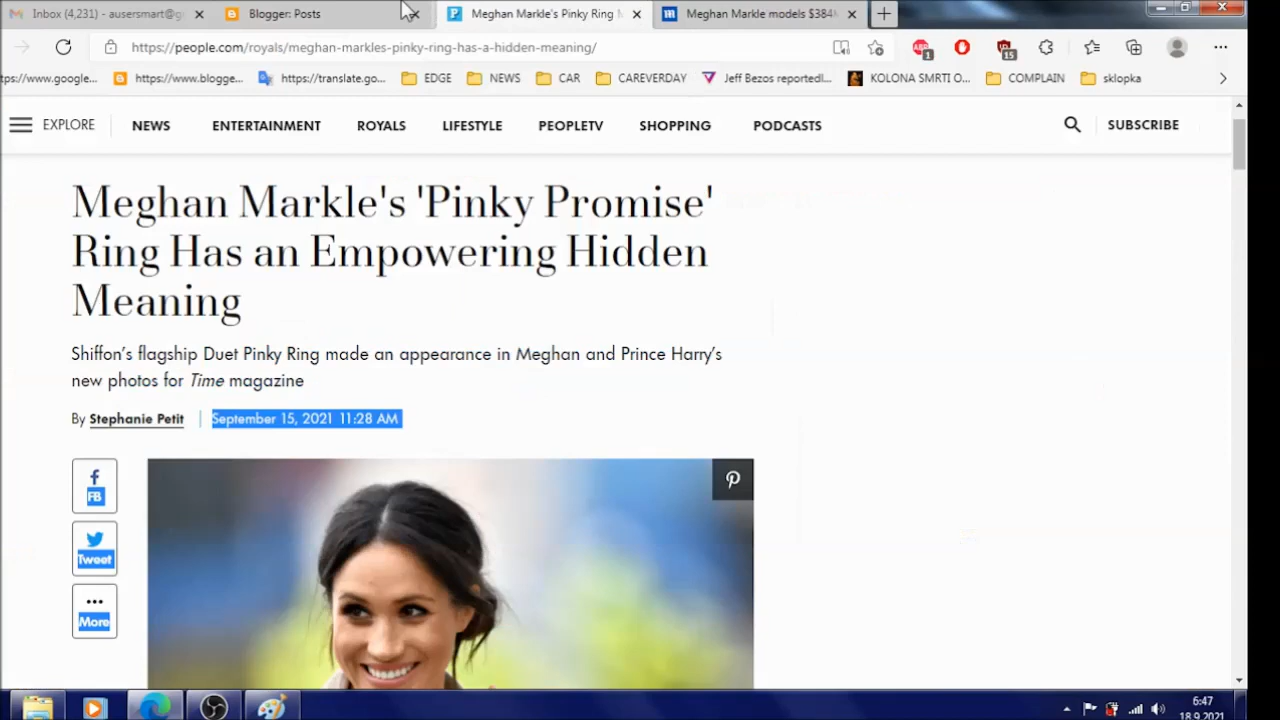 Inbox (4,231) - ausersmart@g
Blogger: Posts
Meghan Markle's Pinky Ring
Meghan Markle models $384
https://people.com/royals/meghan-markles-pinky-ring-has-a-hidden-meaning/
1
15
ps://www.google...
https://www.blogge...
https://translate.go...
EDGE
NEWS
CAR
CAREVERDAY
Jeff Bezos reportedl...
KOLONA SMRTI O...
COMPLAIN
sklopka
EXPLORE
NEWS
ENTERTAINMENT
ROYALS
LIFESTYLE
PEOPLETV
SHOPPING
PODCASTS
SUBSCRIBE
Meghan Markle's 'Pinky Promise'
Ring Has an Empowering Hidden
Meaning
Shiffon's flagship Duet Pinky Ring made an appearance in Meghan and Prince Harry's
new photos for Time magazine
By Stephanie Petit | September 15, 2021 11:28 AM
FB
Tweet
More
6:47
18.9.2021